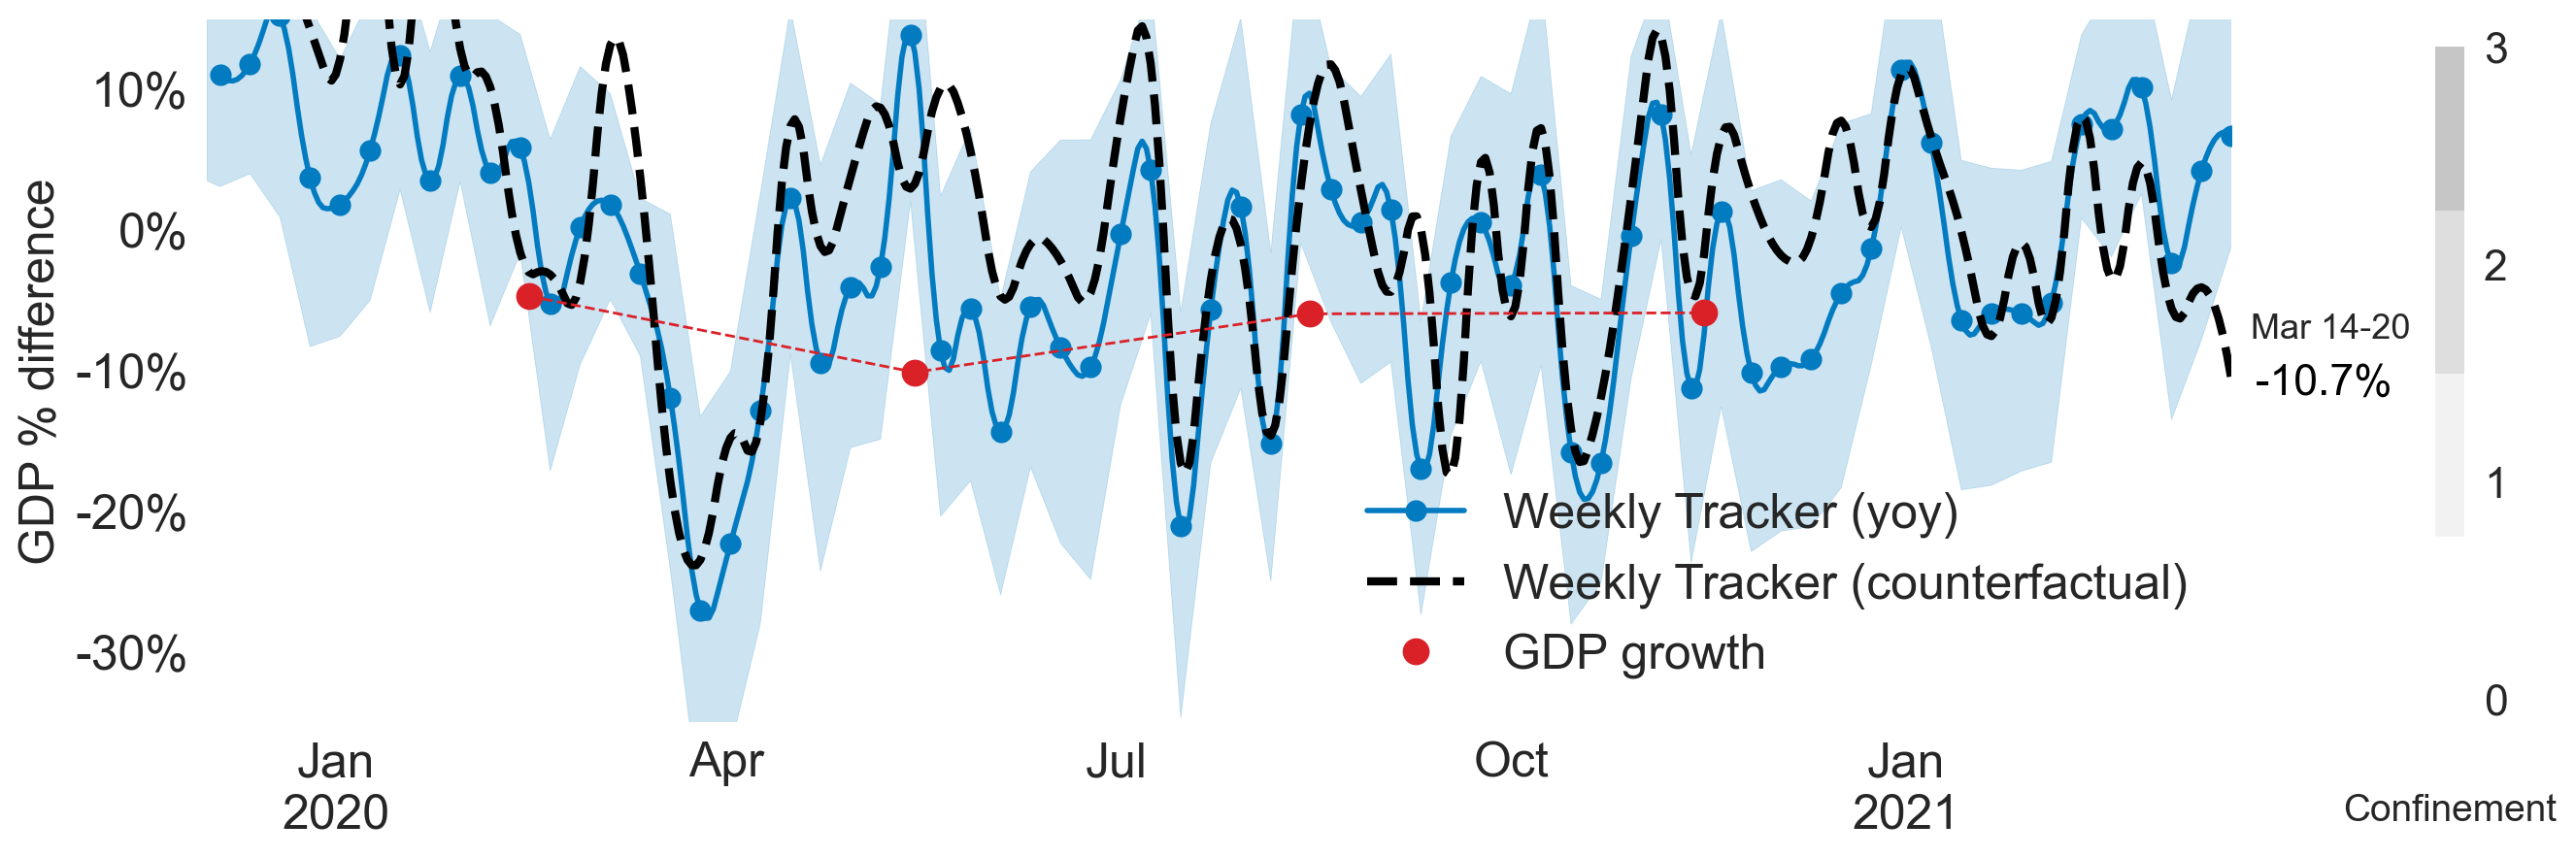 GDP % difference
10%
0%
-10%
-20%
-30%
Jan
2020
Apr
Jul
Oct
Jan
2021
Weekly Tracker (yoy)
Weekly Tracker (counterfactual)
GDP growth
Mar 14-20
-10.7%
3
2
1
0
Confinement